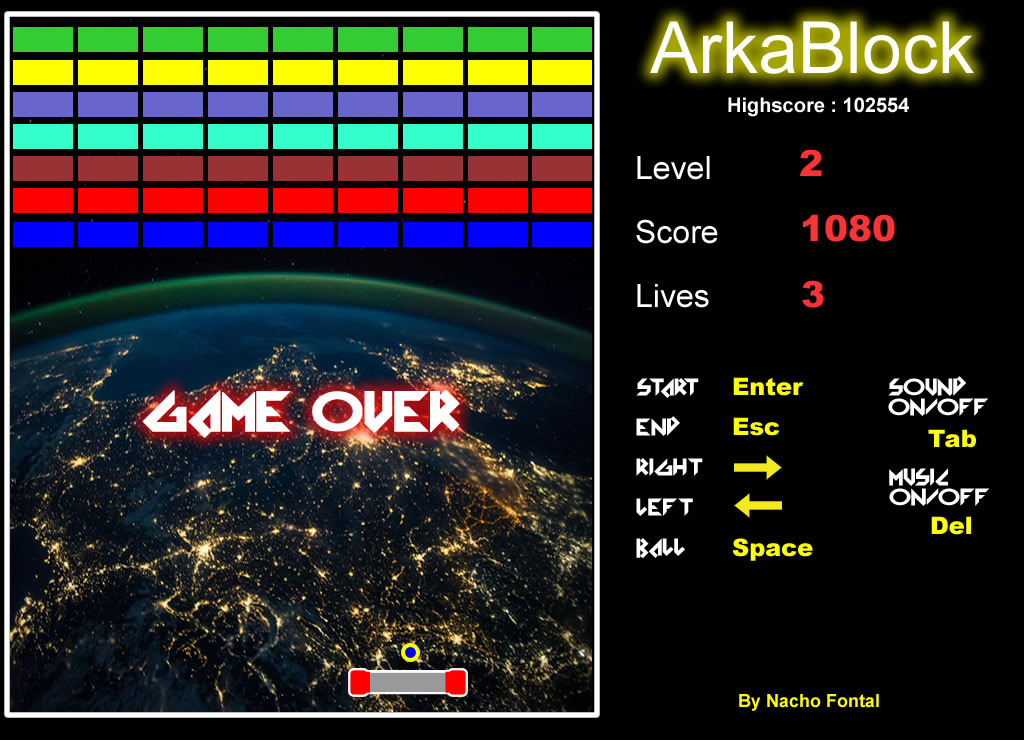 ArkaBlock
Highscore : 102554
Level 2
Score 1080
Lives 3
GAME OVER
START Enter
END Esc
RIGHT
LEFT
BALL Space
SOUND
ON/OFF
Tab
MUSIC
ON/OFF
Del
By Nacho Fontal